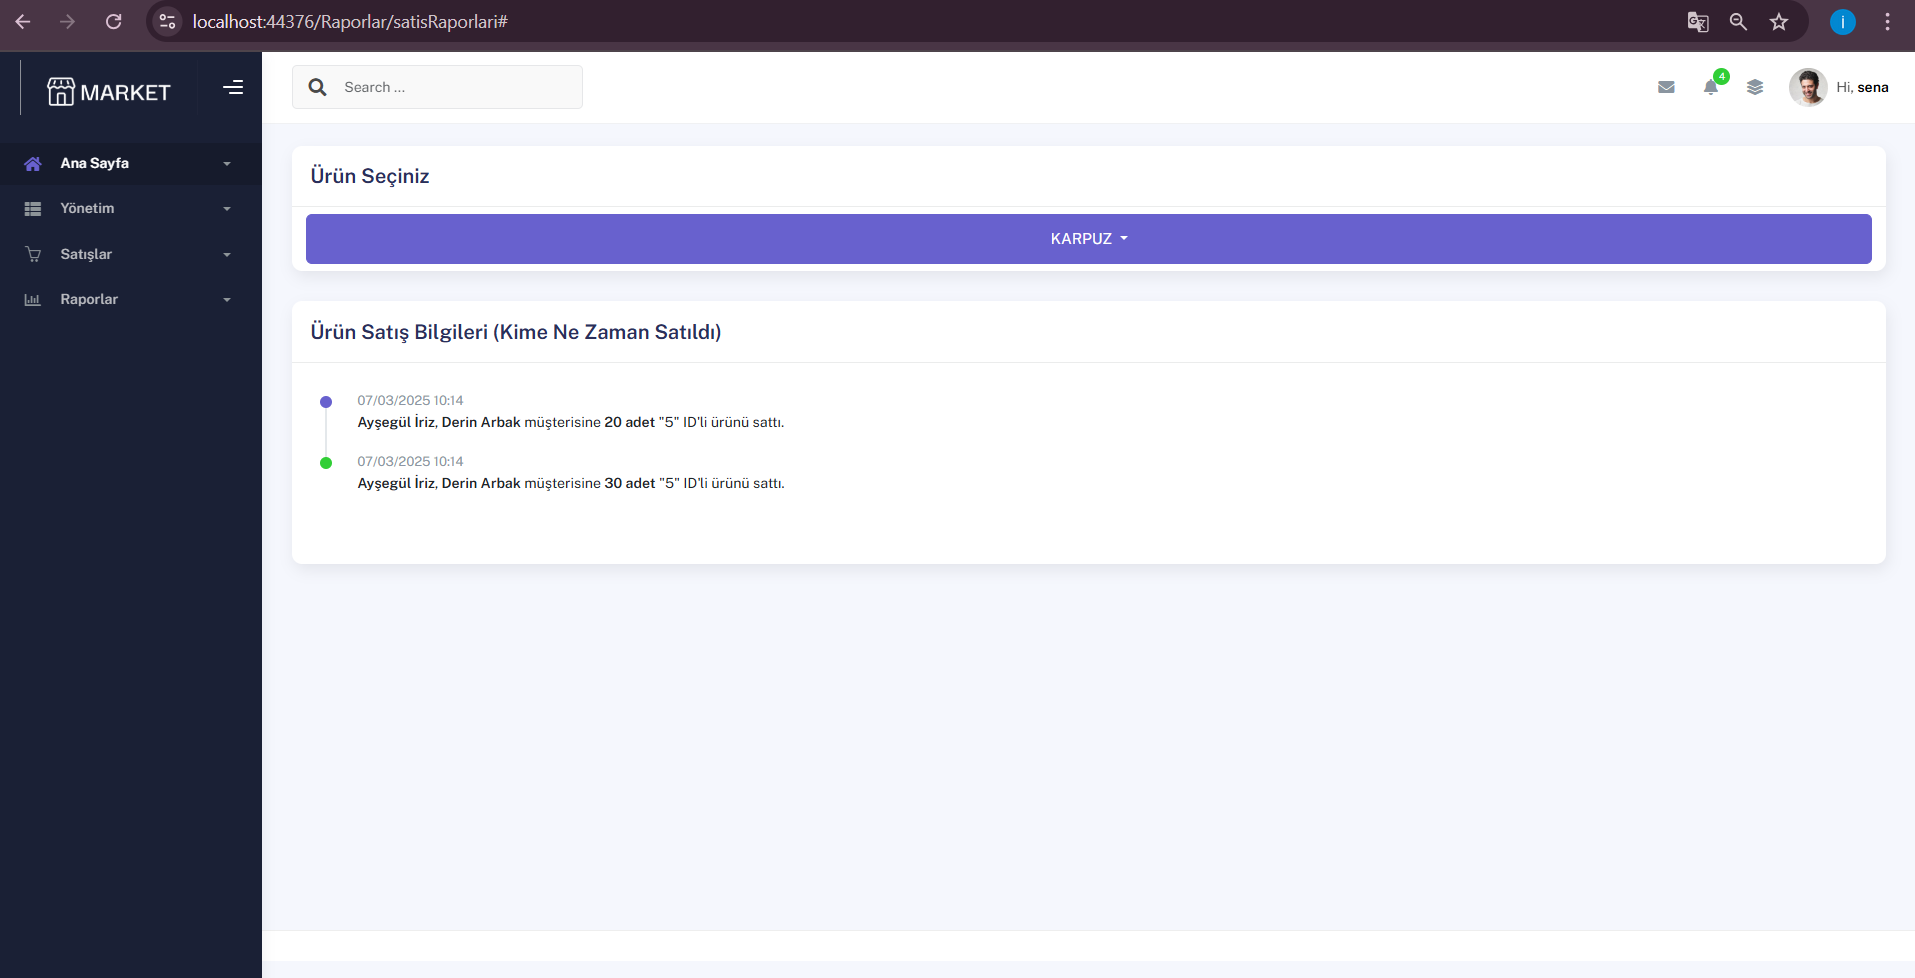 localhost:44376/Raporlar/satisRaporlari#
i
MARKET
Search ...
4
Hi, sena
Ana Sayfa
Yönetim
Satışlar
Raporlar
Ürün Seçiniz
KARPUZ
Ürün Satış Bilgileri (Kime Ne Zaman Satıldı)
07/03/2025 10:14
Ayşegül İriz, Derin Arbak müşterisine 20 adet "5" ID'li ürünü sattı.
07/03/2025 10:14
Ayşegül İriz, Derin Arbak müşterisine 30 adet "5" ID'li ürünü sattı.